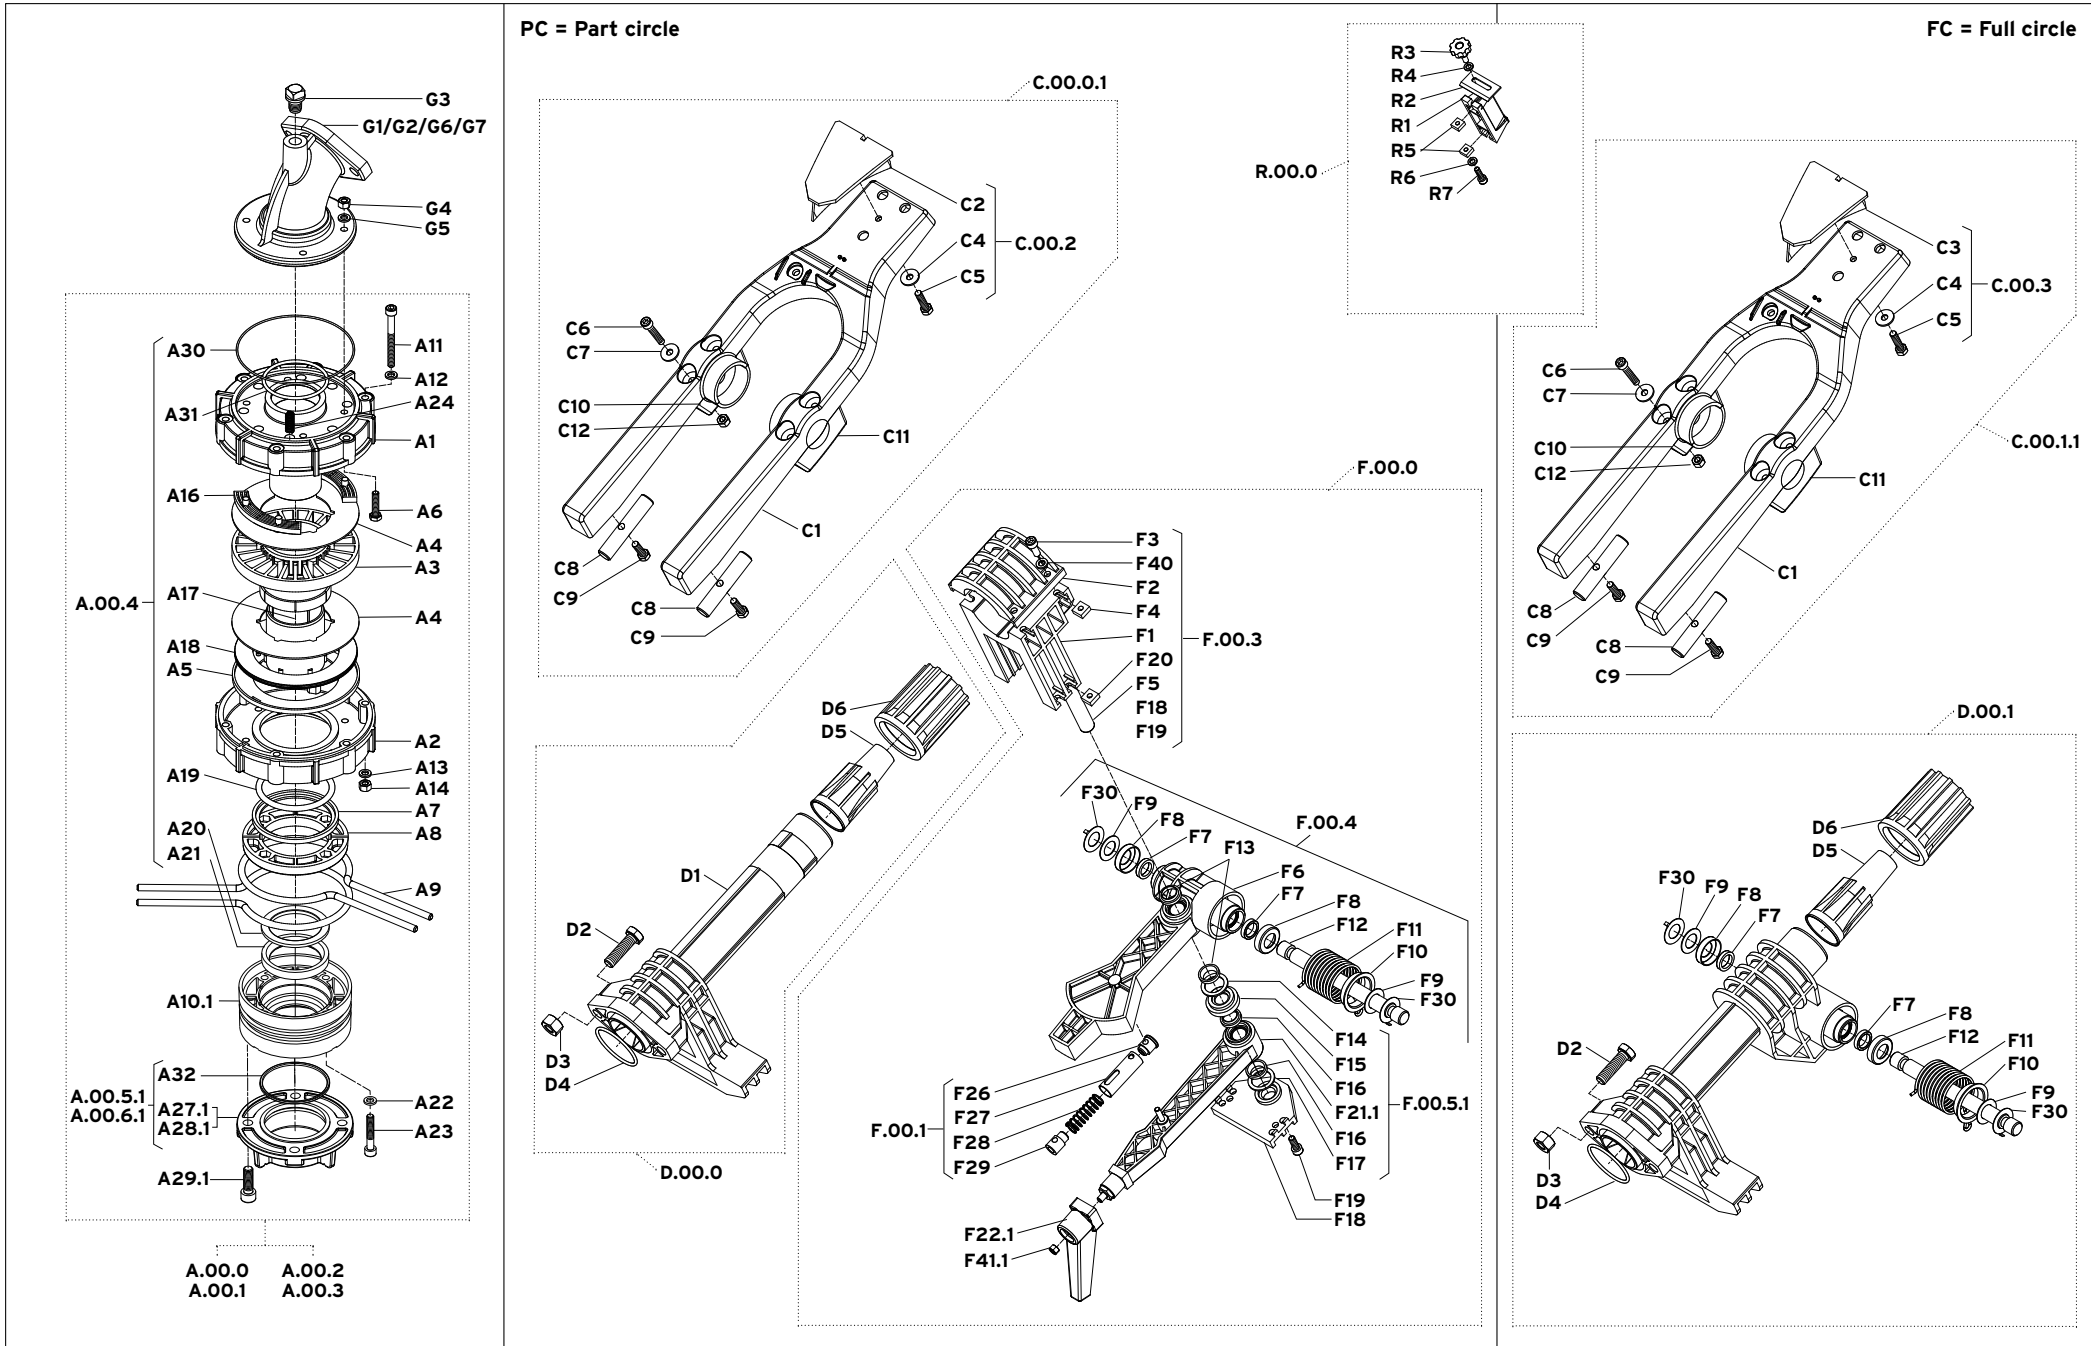 PC = Part circle
FC = Full circle
G3
G1/G2/G6/G7
G4
G5
A30
A11
A12
A31
A24
A1
A16
A6
A4
A3
A17
A.00.4
A4
A18
A5
A2
A13
A19
A14
A7
A20
A8
A21
A9
A10.1
A32
A.00.5.1
A.00.6.1
A27.1
A28.1
A22
A23
A29.1
A.00.0
A.00.2
A.00.1
A.00.3
C.00.0.1
C2
C4
C.00.2
C5
C6
C7
C10
C12
C11
C1
C8
C9
C8
C9
R3
R4
R2
R1
R5
R6
R7
R.00.0
C3
C4
C.00.3
C5
C6
C7
C10
C12
C11
C.00.1.1
C1
C8
C9
C8
C9
F.00.0
F3
F40
F2
F4
F1
F.00.3
F20
F5
F18
F19
D6
D5
D1
D2
D3
D4
D.00.0
F30
F9
F8
F7
F13
F.00.4
F6
F7
F8
F12
F11
F10
F9
F30
F14
F15
F16
F21.1
F.00.5.1
F16
F17
F26
F27
F.00.1
F28
F29
F19
F18
F22.1
F41.1
D.00.1
D6
D5
F30
F9
F8
F7
F7
F8
F12
F11
F10
F9
F30
D2
D3
D4